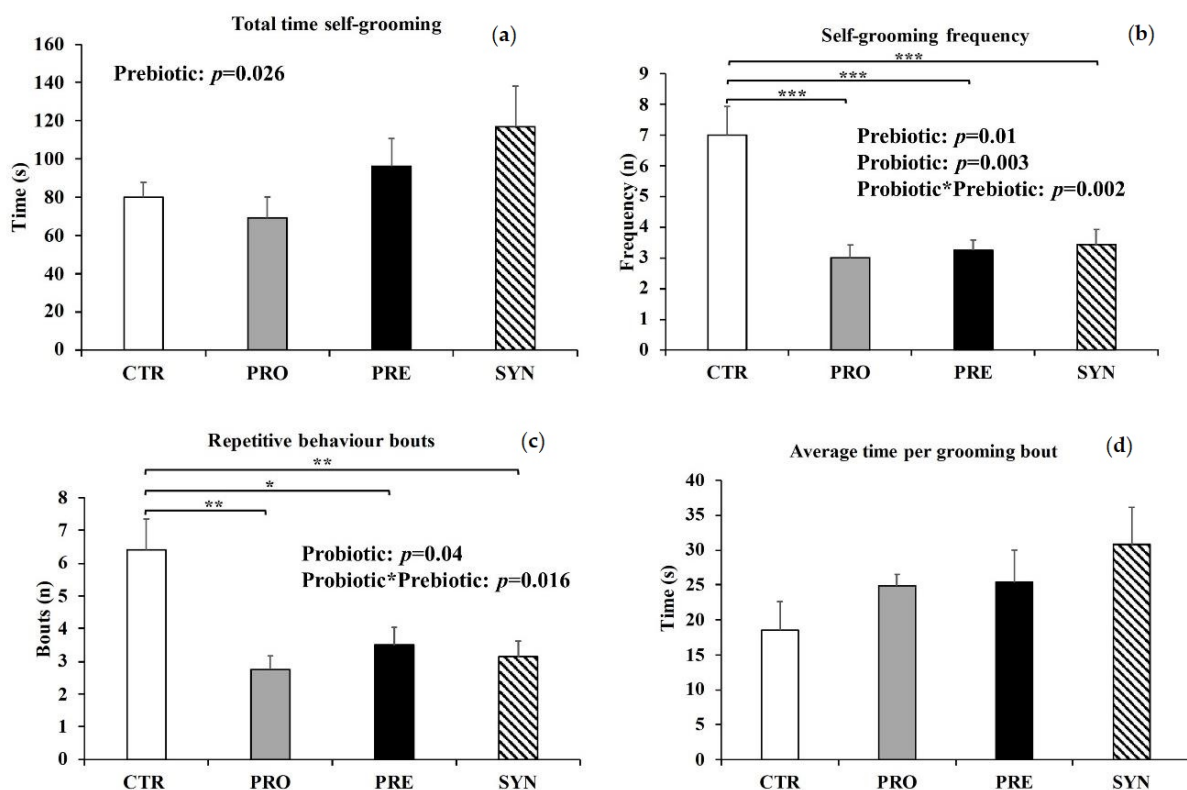 Total time self-grooming
(a)
Prebiotic: p=0.026
Time (s)
160
140
120
100
80
60
40
20
0
CTR PRO PRE SYN
Self-grooming frequency
(b)
***
***
***
Prebiotic: p=0.01
Probiotic: p=0.003
Probiotic*Prebiotic: p=0.002
Frequency (n)
9
8
7
6
5
4
3
2
1
0
CTR PRO PRE SYN
Repetitive behaviour bouts
(c)
**
*
**
Probiotic: p=0.04
Probiotic*Prebiotic: p=0.016
Bouts (n)
8
7
6
5
4
3
2
1
0
CTR PRO PRE SYN
Average time per grooming bout
(d)
Time (s)
40
35
30
25
20
15
10
5
0
CTR PRO PRE SYN